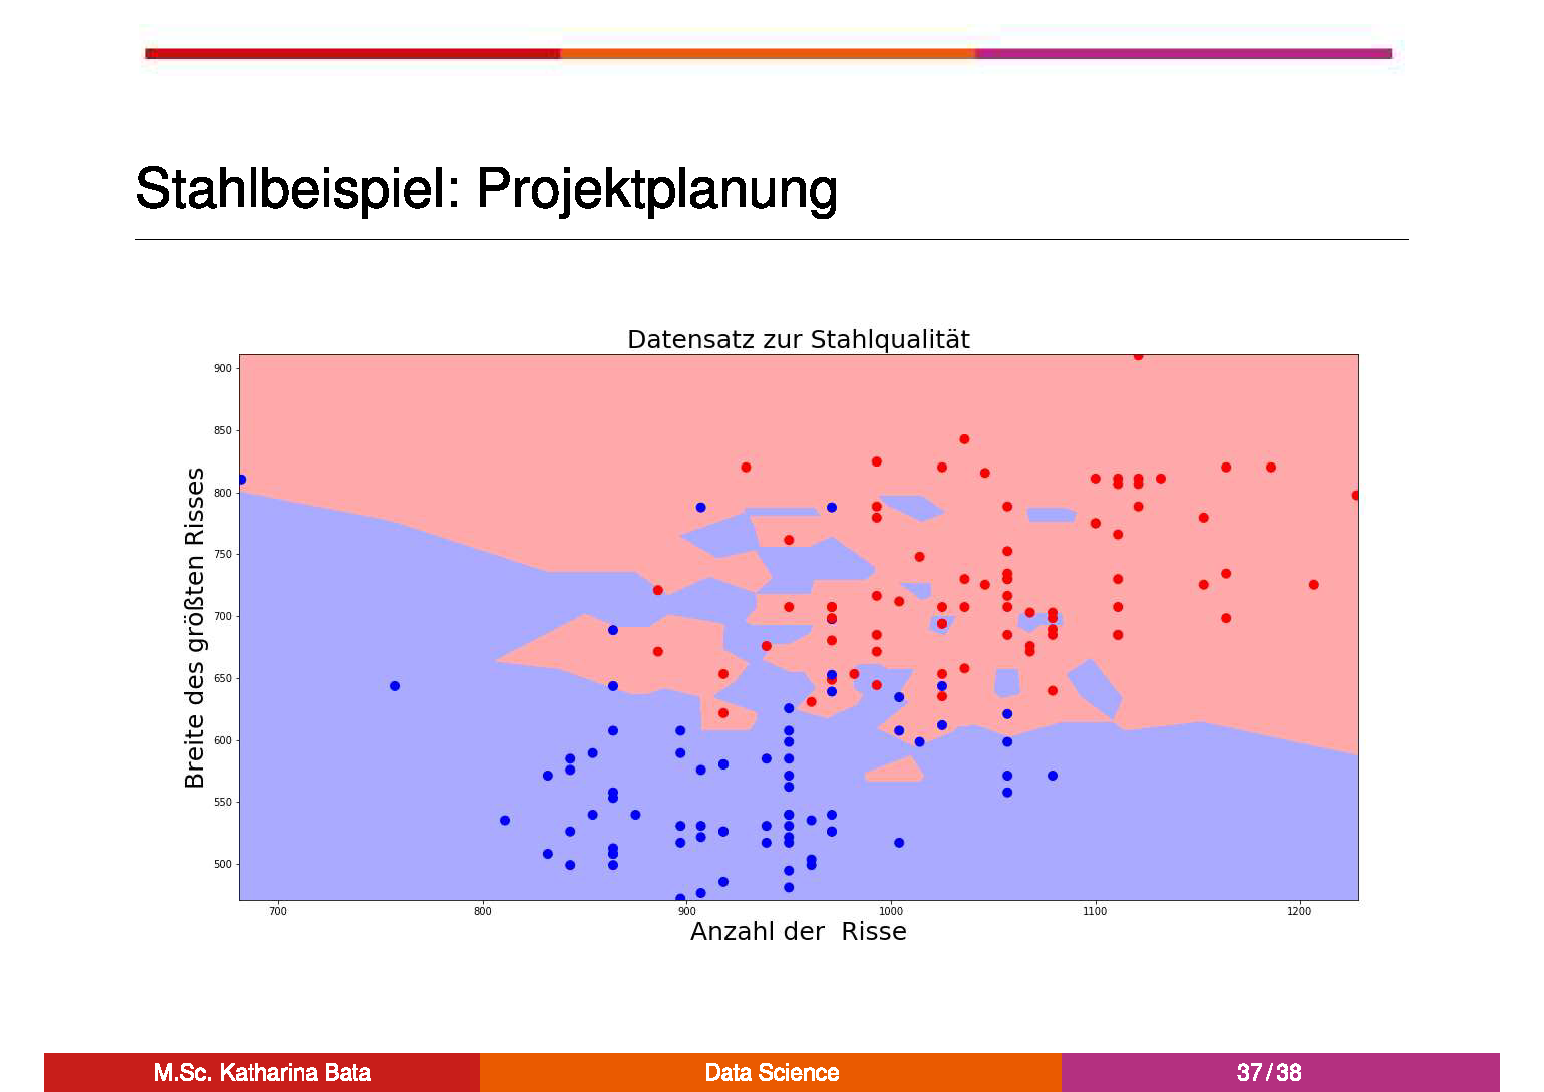 Stahlbeispiel: Projektplanung
Datensatz zur Stahlqualität
Breite des größten Risses
900
850
800
750
700
650
600
550
500
700 800 900 1000 1100 1200
Anzahl der Risse
M.Sc. Katharina Bata Data Science 37 / 38